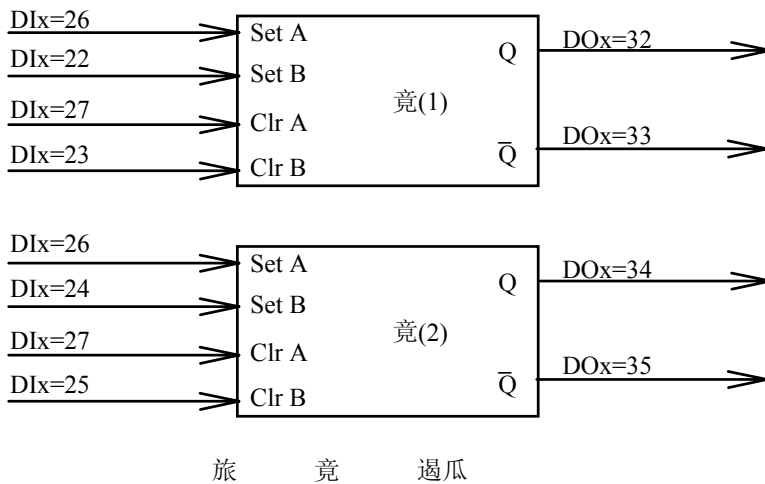 DIx=26
Set A
DIx=22
Set B
DIx=27
Clr A
DIx=23
Clr B
竟(1)
Q
DOx=32
Q̅
DOx=33
DIx=26
Set A
DIx=24
Set B
DIx=27
Clr A
DIx=25
Clr B
竟(2)
Q
DOx=34
Q̅
DOx=35
旅 竟 遏瓜